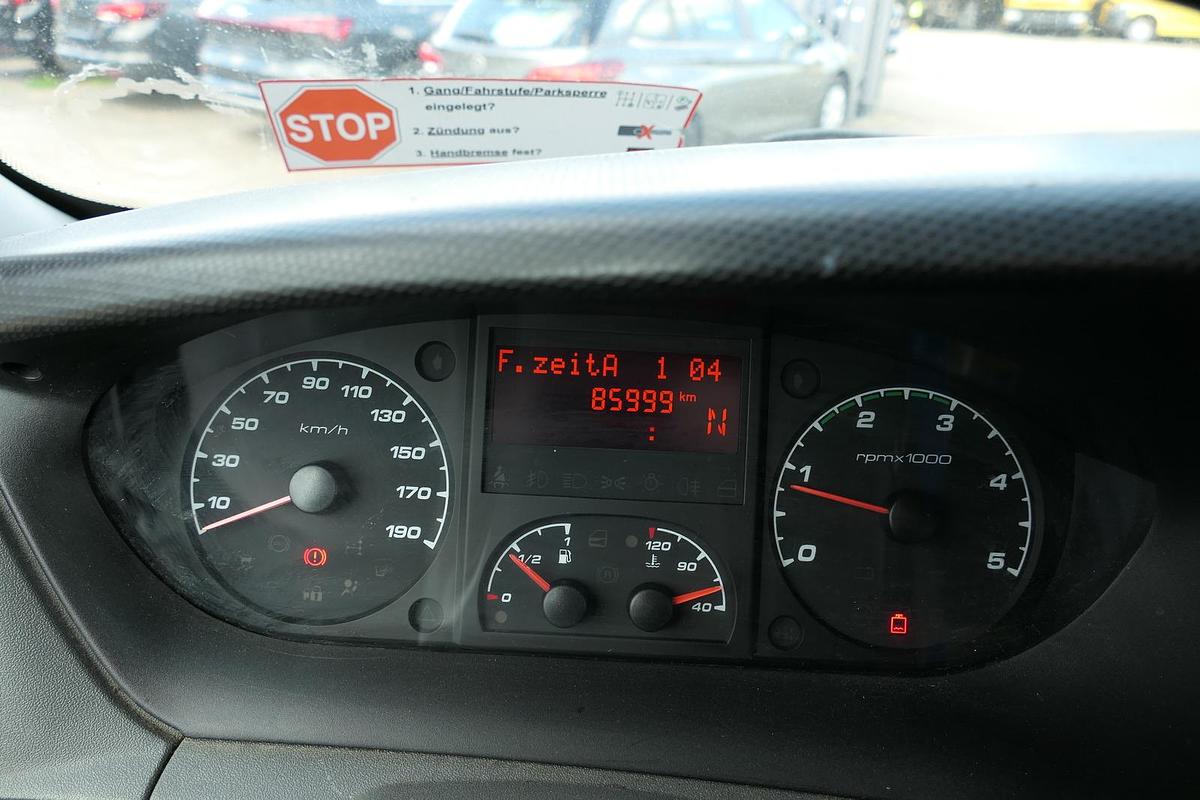 STOP
1. Gang/Fahrstufe/Parksperre
eingelegt?
2. Zündung aus?
3. Handbremse fest?
F.zeitA 1 04
85999 km
:
N
10
30
50
70
90
110
130
150
170
190
km/h
0
1/2
1
120
90
40
0
1
2
3
4
5
rpmx1000